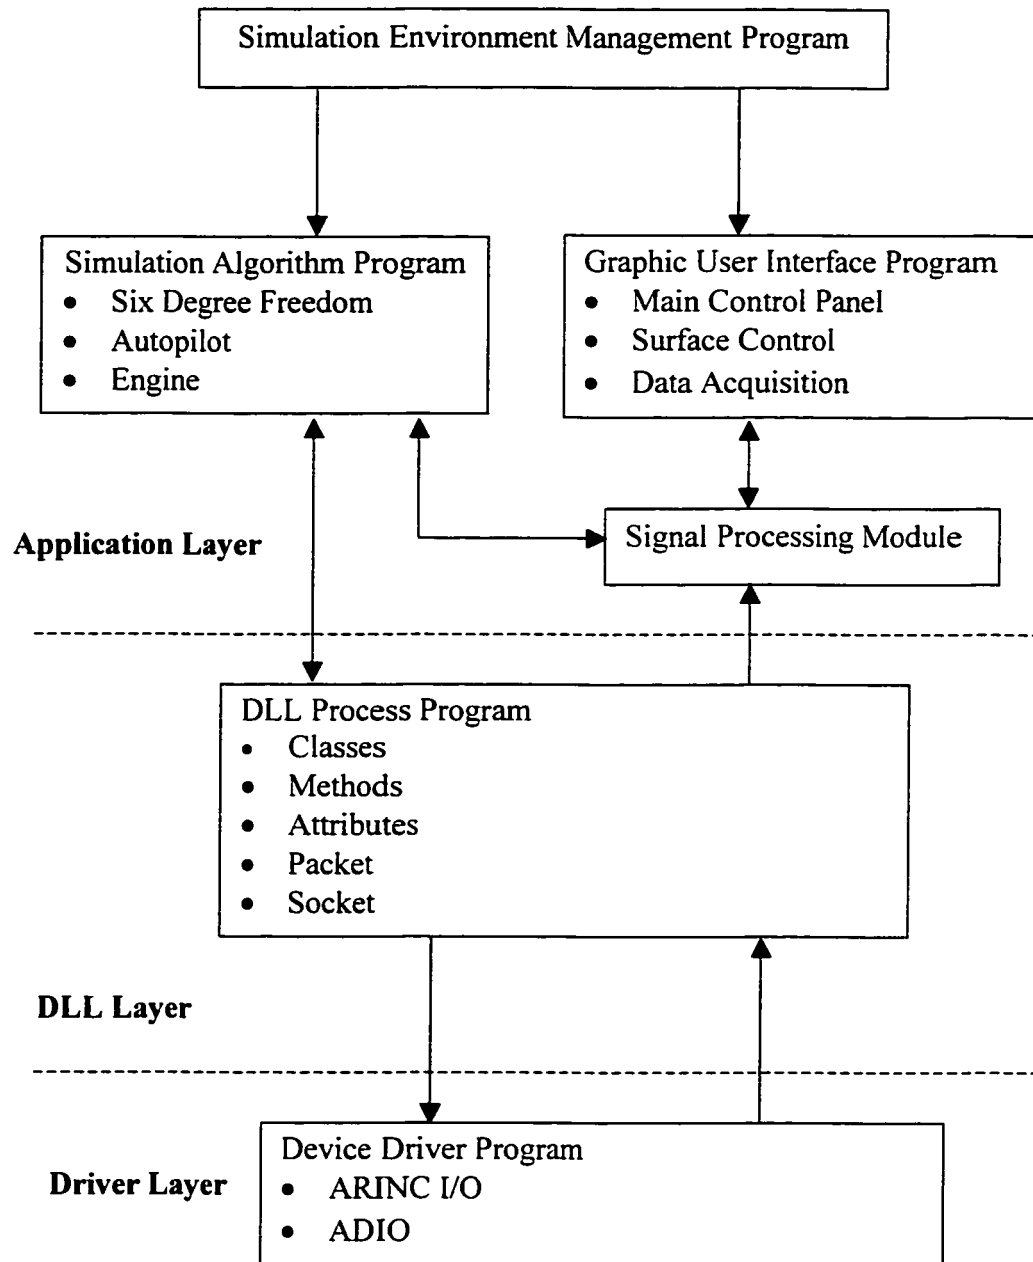 Simulation Environment Management Program
Simulation Algorithm Program
• Six Degree Freedom
• Autopilot
• Engine
Graphic User Interface Program
• Main Control Panel
• Surface Control
• Data Acquisition
Application Layer
Signal Processing Module
DLL Process Program
• Classes
• Methods
• Attributes
• Packet
• Socket
DLL Layer
Device Driver Program
• ARINC I/O
• ADIO
Driver Layer